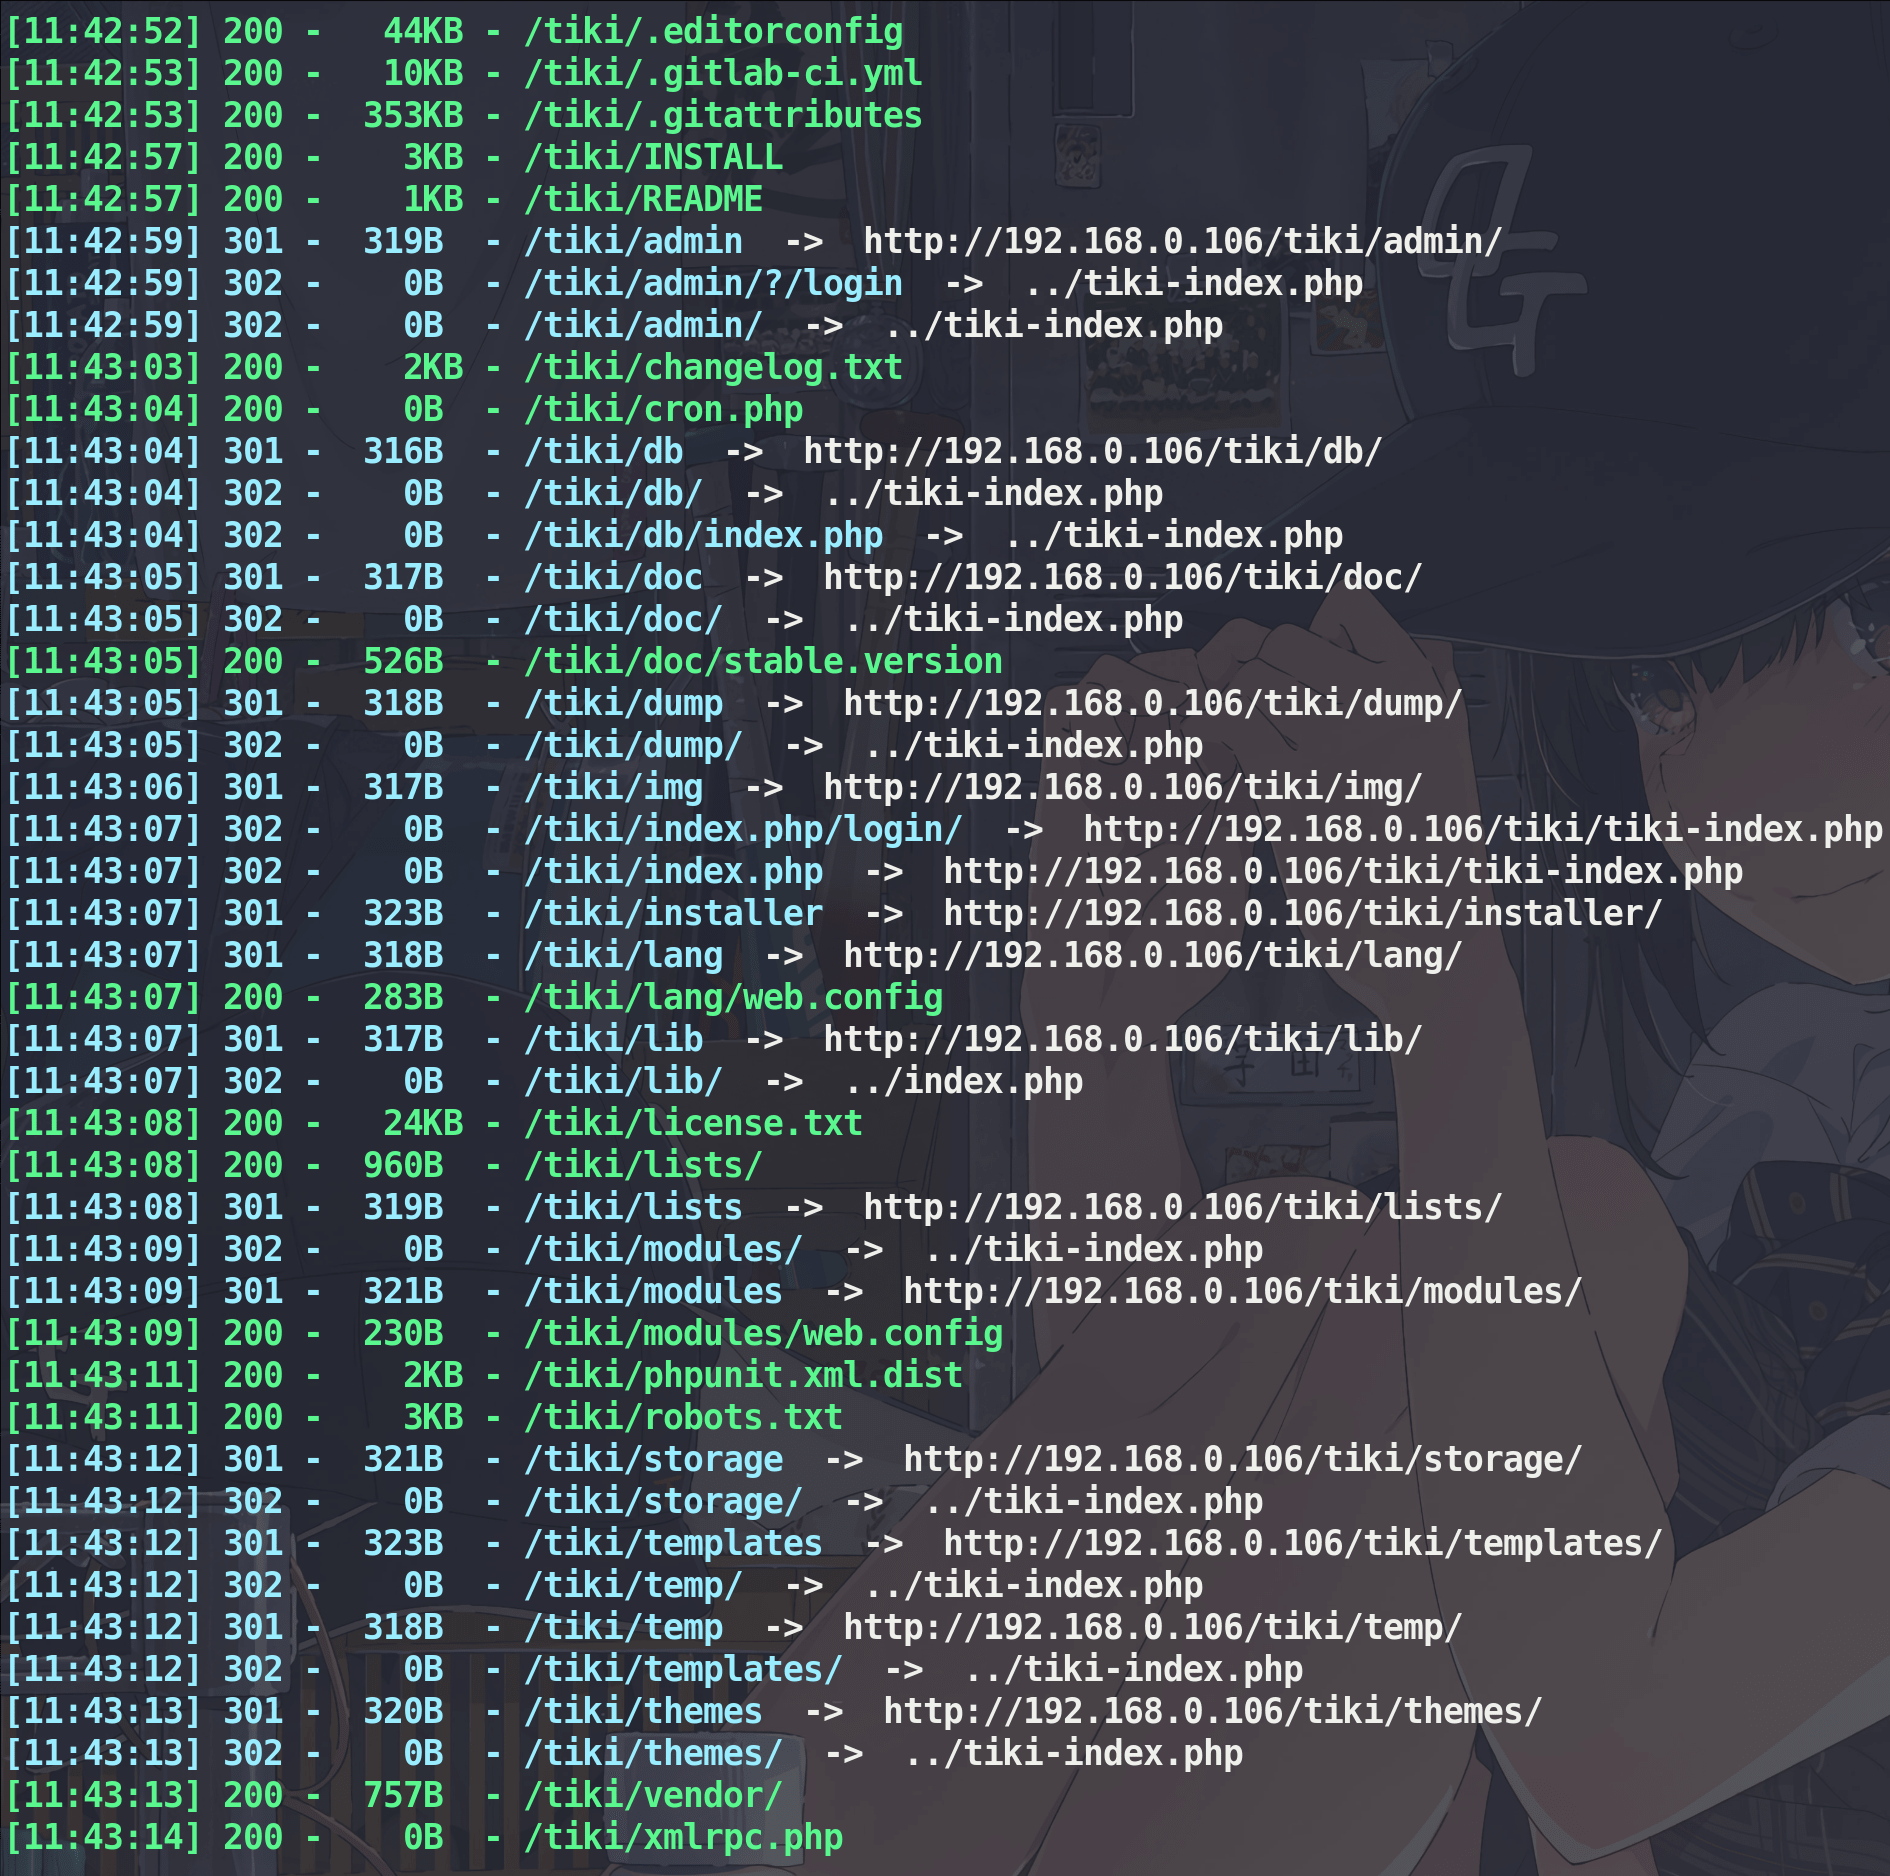 [11:42:52] 200 -   44KB - /tiki/.editorconfig
[11:42:53] 200 -   10KB - /tiki/.gitlab-ci.yml
[11:42:53] 200 -  353KB - /tiki/.gitattributes
[11:42:57] 200 -    3KB - /tiki/INSTALL
[11:42:57] 200 -    1KB - /tiki/README
[11:42:59] 301 -  319B  - /tiki/admin  ->  http://192.168.0.106/tiki/admin/
[11:42:59] 302 -    0B  - /tiki/admin/?/login  ->  ../tiki-index.php
[11:42:59] 302 -    0B  - /tiki/admin/  ->  ../tiki-index.php
[11:43:03] 200 -    2KB - /tiki/changelog.txt
[11:43:04] 200 -    0B  - /tiki/cron.php
[11:43:04] 301 -  316B  - /tiki/db  ->  http://192.168.0.106/tiki/db/
[11:43:04] 302 -    0B  - /tiki/db/  ->  ../tiki-index.php
[11:43:04] 302 -    0B  - /tiki/db/index.php  ->  ../tiki-index.php
[11:43:05] 301 -  317B  - /tiki/doc  ->  http://192.168.0.106/tiki/doc/
[11:43:05] 302 -    0B  - /tiki/doc/  ->  ../tiki-index.php
[11:43:05] 200 -  526B  - /tiki/doc/stable.version
[11:43:05] 301 -  318B  - /tiki/dump  ->  http://192.168.0.106/tiki/dump/
[11:43:05] 302 -    0B  - /tiki/dump/  ->  ../tiki-index.php
[11:43:06] 301 -  317B  - /tiki/img  ->  http://192.168.0.106/tiki/img/
[11:43:07] 302 -    0B  - /tiki/index.php/login/  ->  http://192.168.0.106/tiki/tiki-index.php
[11:43:07] 302 -    0B  - /tiki/index.php  ->  http://192.168.0.106/tiki/tiki-index.php
[11:43:07] 301 -  323B  - /tiki/installer  ->  http://192.168.0.106/tiki/installer/
[11:43:07] 301 -  318B  - /tiki/lang  ->  http://192.168.0.106/tiki/lang/
[11:43:07] 200 -  283B  - /tiki/lang/web.config
[11:43:07] 301 -  317B  - /tiki/lib  ->  http://192.168.0.106/tiki/lib/
[11:43:07] 302 -    0B  - /tiki/lib/  ->  ../index.php
[11:43:08] 200 -   24KB - /tiki/license.txt
[11:43:08] 200 -  960B  - /tiki/lists/
[11:43:08] 301 -  319B  - /tiki/lists  ->  http://192.168.0.106/tiki/lists/
[11:43:09] 302 -    0B  - /tiki/modules/  ->  ../tiki-index.php
[11:43:09] 301 -  321B  - /tiki/modules  ->  http://192.168.0.106/tiki/modules/
[11:43:09] 200 -  230B  - /tiki/modules/web.config
[11:43:11] 200 -    2KB - /tiki/phpunit.xml.dist
[11:43:11] 200 -    3KB - /tiki/robots.txt
[11:43:12] 301 -  321B  - /tiki/storage  ->  http://192.168.0.106/tiki/storage/
[11:43:12] 302 -    0B  - /tiki/storage/  ->  ../tiki-index.php
[11:43:12] 301 -  323B  - /tiki/templates  ->  http://192.168.0.106/tiki/templates/
[11:43:12] 302 -    0B  - /tiki/temp/  ->  ../tiki-index.php
[11:43:12] 301 -  318B  - /tiki/temp  ->  http://192.168.0.106/tiki/temp/
[11:43:12] 302 -    0B  - /tiki/templates/  ->  ../tiki-index.php
[11:43:13] 301 -  320B  - /tiki/themes  ->  http://192.168.0.106/tiki/themes/
[11:43:13] 302 -    0B  - /tiki/themes/  ->  ../tiki-index.php
[11:43:13] 200 -  757B  - /tiki/vendor/
[11:43:14] 200 -    0B  - /tiki/xmlrpc.php